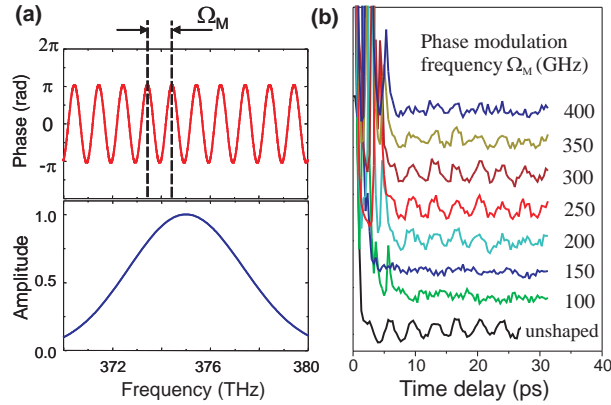 (a)
Ω_M
2π
π
0
-π
Phase (rad)
1.0
0.5
0.0
Amplitude
372
376
380
Frequency (THz)
(b)
Phase modulation
frequency Ω_M (GHz)
400
350
300
250
200
150
100
unshaped
0
10
20
30
40
Time delay (ps)